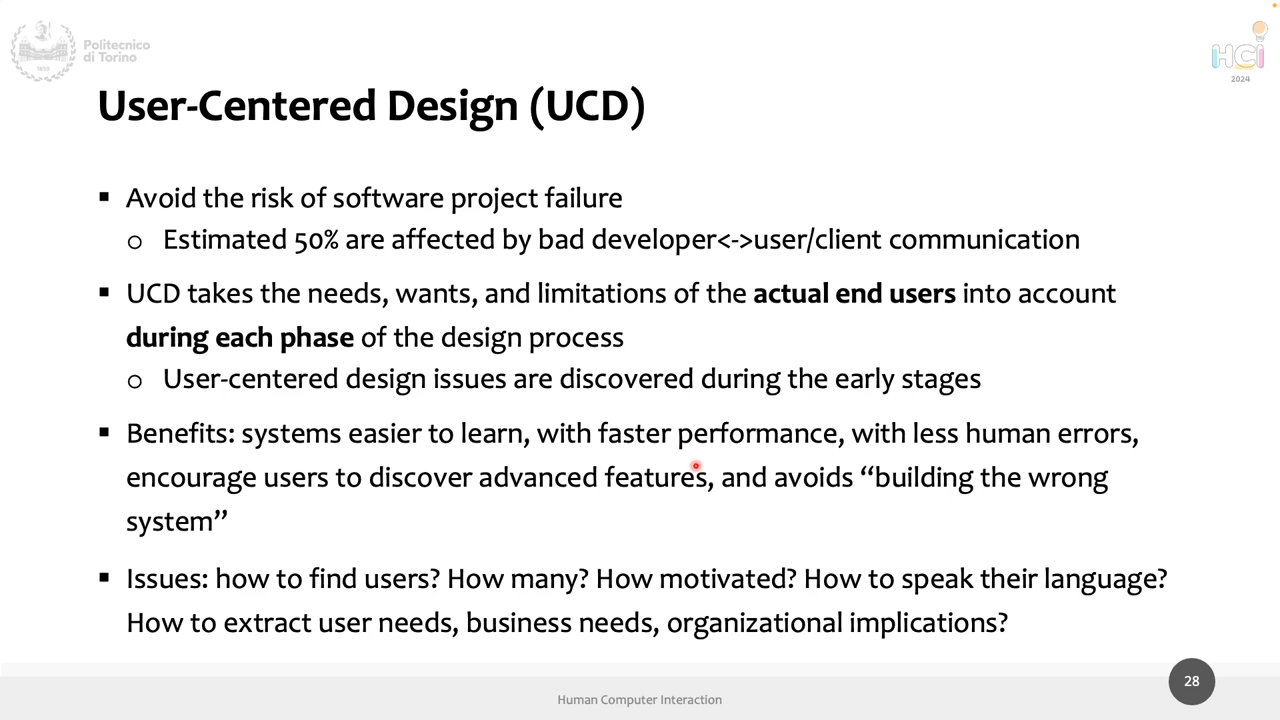 Politecnico
di Torino
1859
HCI
2024
User-Centered Design (UCD)
▪ Avoid the risk of software project failure
o Estimated 50% are affected by bad developer<->user/client communication
▪ UCD takes the needs, wants, and limitations of the actual end users into account
during each phase of the design process
o User-centered design issues are discovered during the early stages
▪ Benefits: systems easier to learn, with faster performance, with less human errors,
encourage users to discover advanced features, and avoids “building the wrong
system”
▪ Issues: how to find users? How many? How motivated? How to speak their language?
How to extract user needs, business needs, organizational implications?
28
Human Computer Interaction